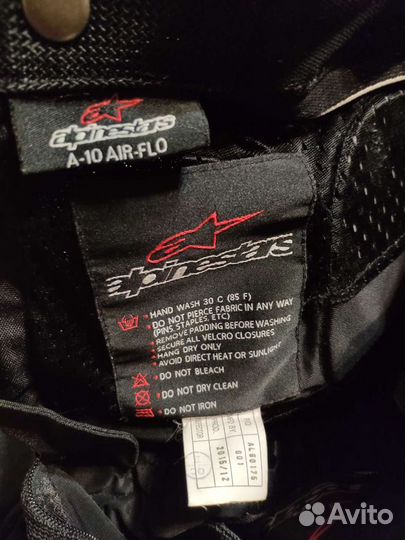 alpinestars
A-10 AIR-FLO
alpinestars
HAND WASH 30 C (85 F)
DO NOT PIERCE FABRIC IN ANY WAY
(PINS, STAPLES, ETC)
REMOVE PADDING BEFORE WASHING
SECURE ALL VELCRO CLOSURES
HANG DRY ONLY
AVOID DIRECT HEAT OR SUNLIGHT
DO NOT BLEACH
DO NOT DRY CLEAN
DO NOT IRON
001
2015/12
Avito